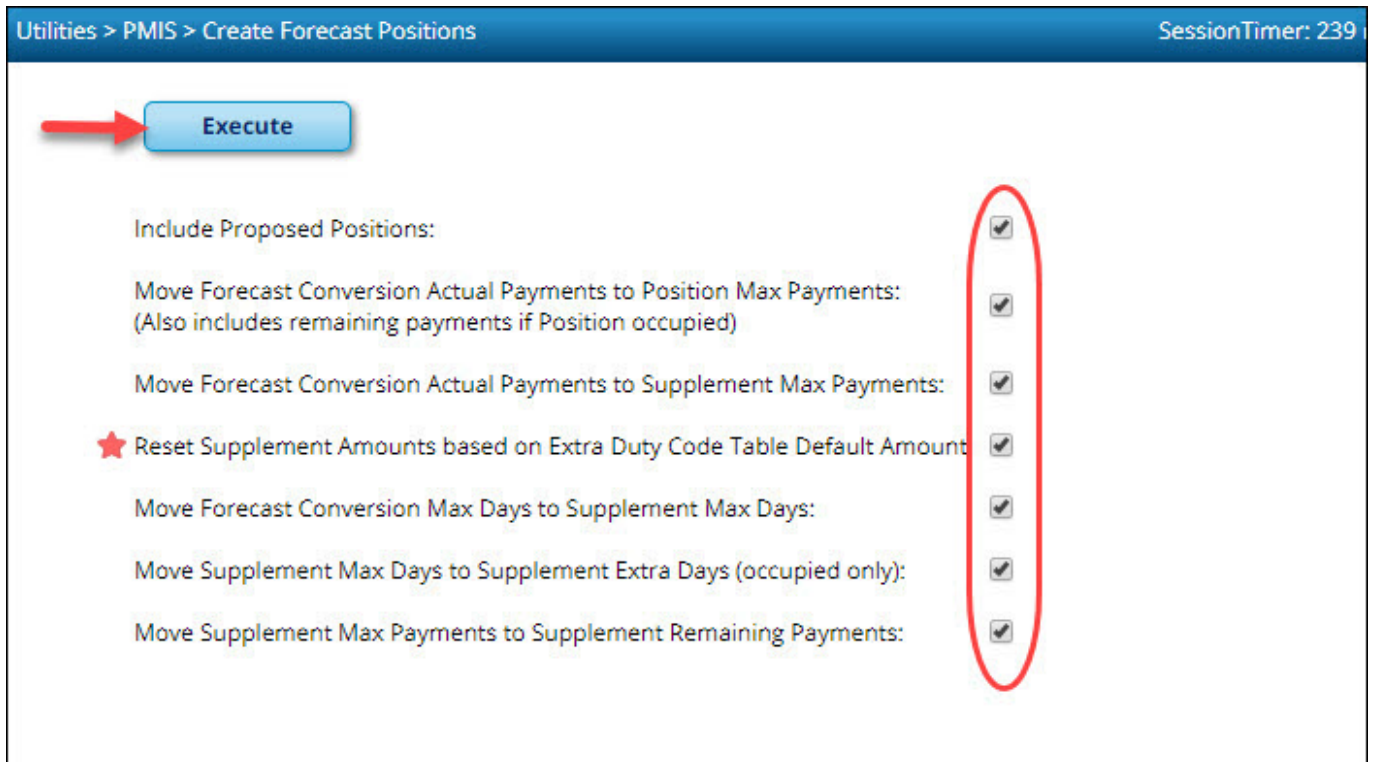 Utilities > PMIS > Create Forecast Positions
SessionTimer: 239
Execute
Include Proposed Positions:
Move Forecast Conversion Actual Payments to Position Max Payments:
(Also includes remaining payments if Position occupied)
Move Forecast Conversion Actual Payments to Supplement Max Payments:
Reset Supplement Amounts based on Extra Duty Code Table Default Amount
Move Forecast Conversion Max Days to Supplement Max Days:
Move Supplement Max Days to Supplement Extra Days (occupied only):
Move Supplement Max Payments to Supplement Remaining Payments: